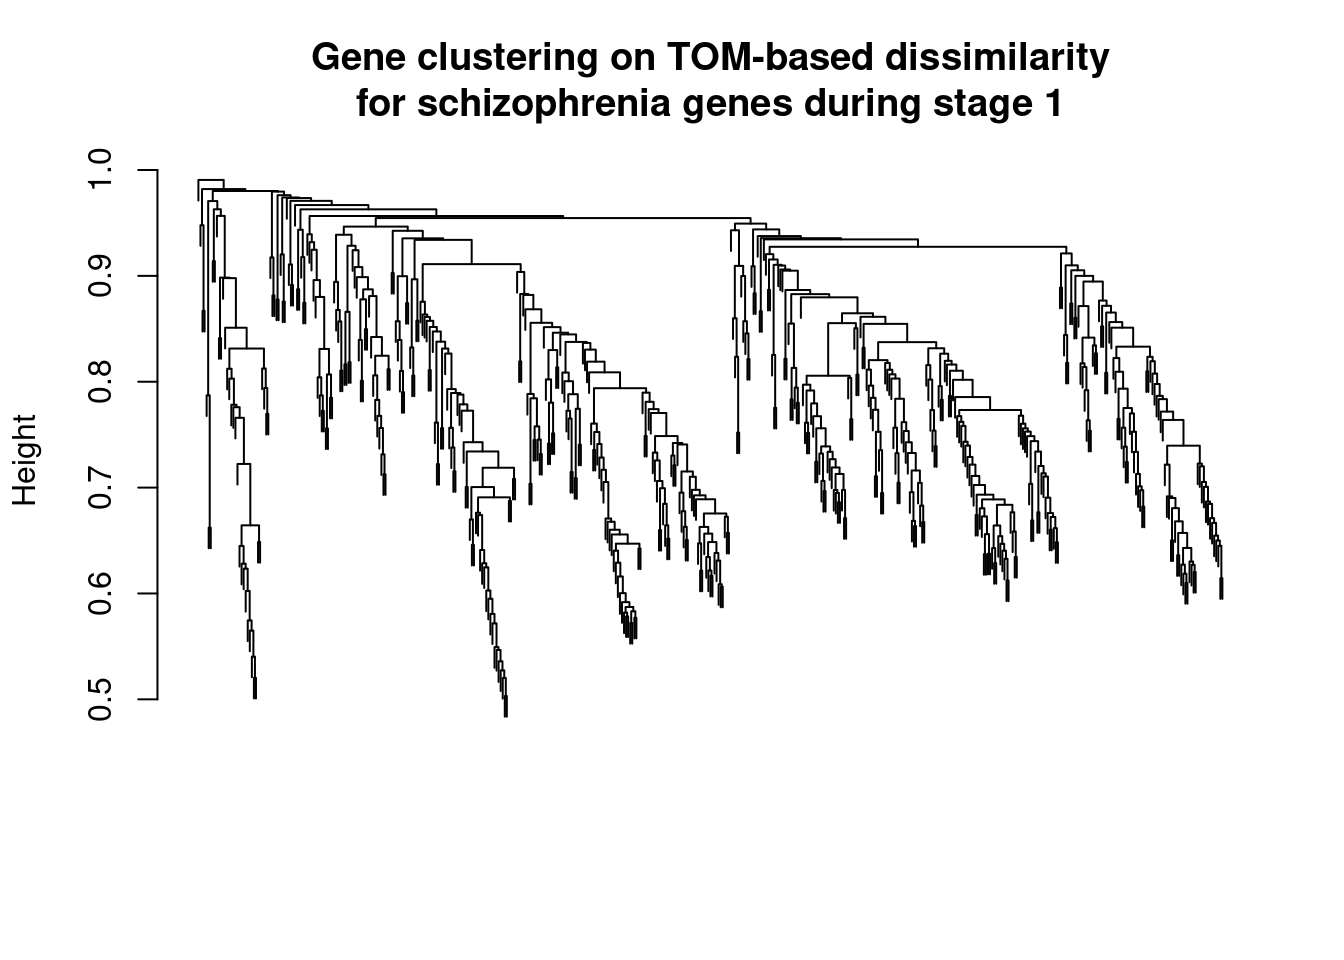 Gene clustering on TOM-based dissimilarity
for schizophrenia genes during stage 1
1.0
0.9
0.8
0.7
0.6
0.5
Height